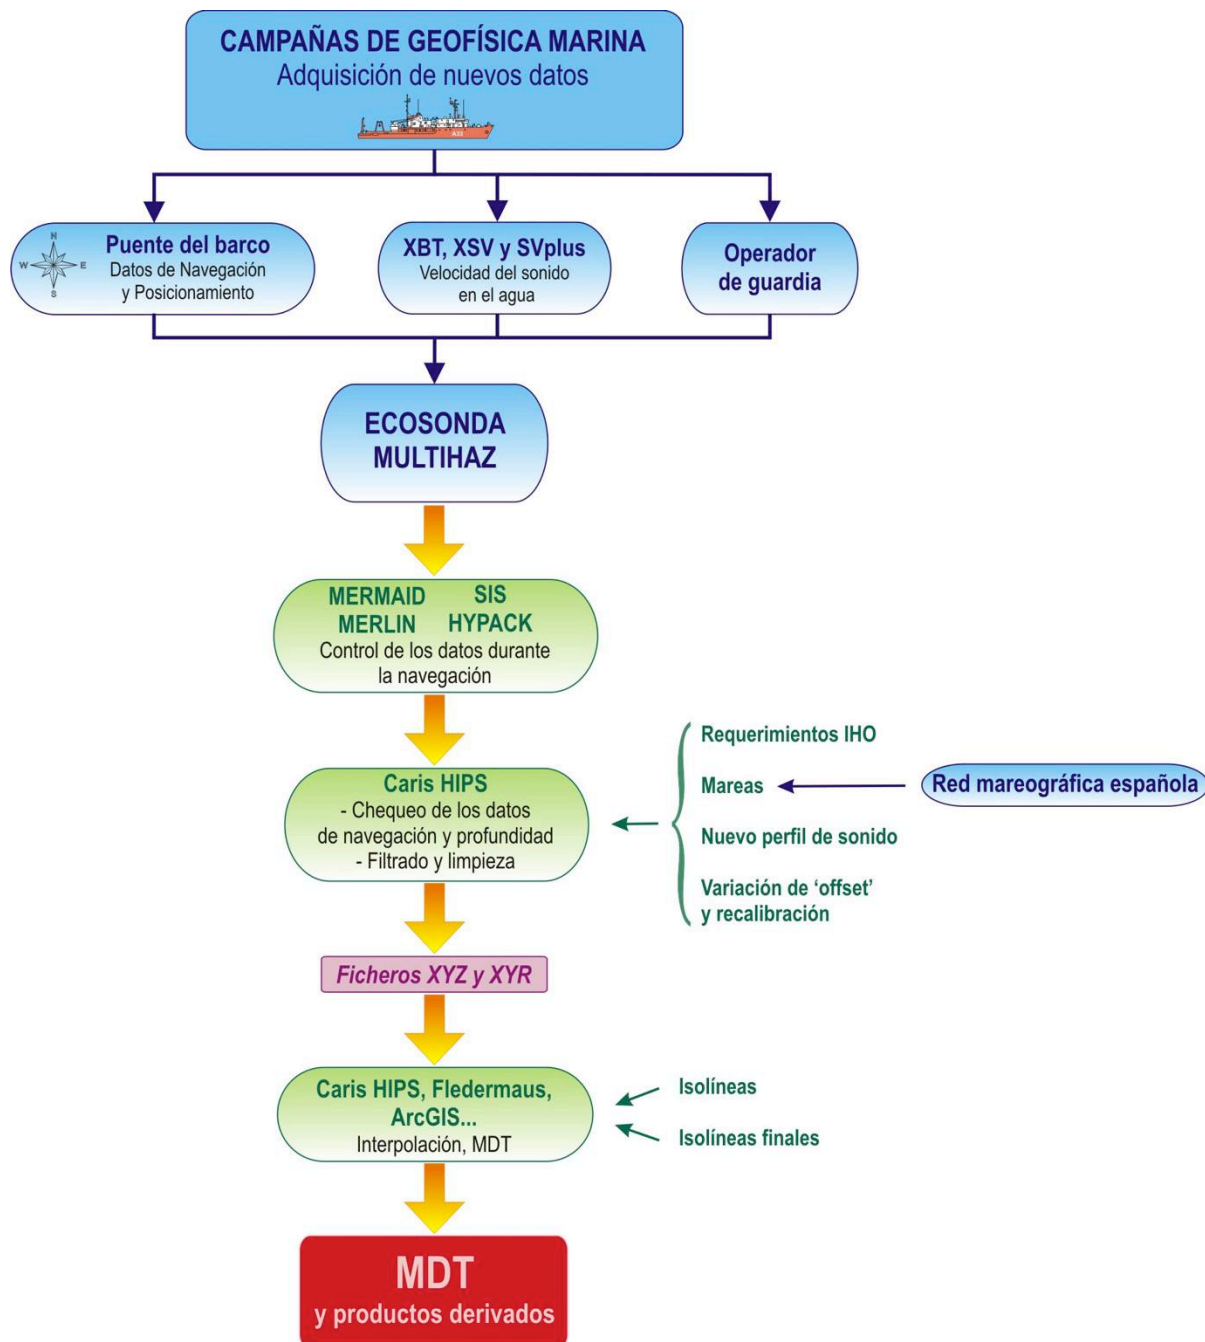 CAMPAÑAS DE GEOFÍSICA MARINA
Adquisición de nuevos datos
A33
N
W
E
S
Puente del barco
Datos de Navegación
y Posicionamiento
XBT, XSV y SVplus
Velocidad del sonido
en el agua
Operador
de guardia
ECOSONDA
MULTIHAZ
MERMAID SIS
MERLIN HYPACK
Control de los datos durante
la navegación
Caris HIPS
- Chequeo de los datos
de navegación y profundidad
- Filtrado y limpieza
Requerimientos IHO
Mareas
Red mareográfica española
Nuevo perfil de sonido
Variación de ‘offset’
y recalibración
Ficheros XYZ y XYR
Caris HIPS, Fledermaus,
ArcGIS...
Interpolación, MDT
Isolíneas
Isolíneas finales
MDT
y productos derivados